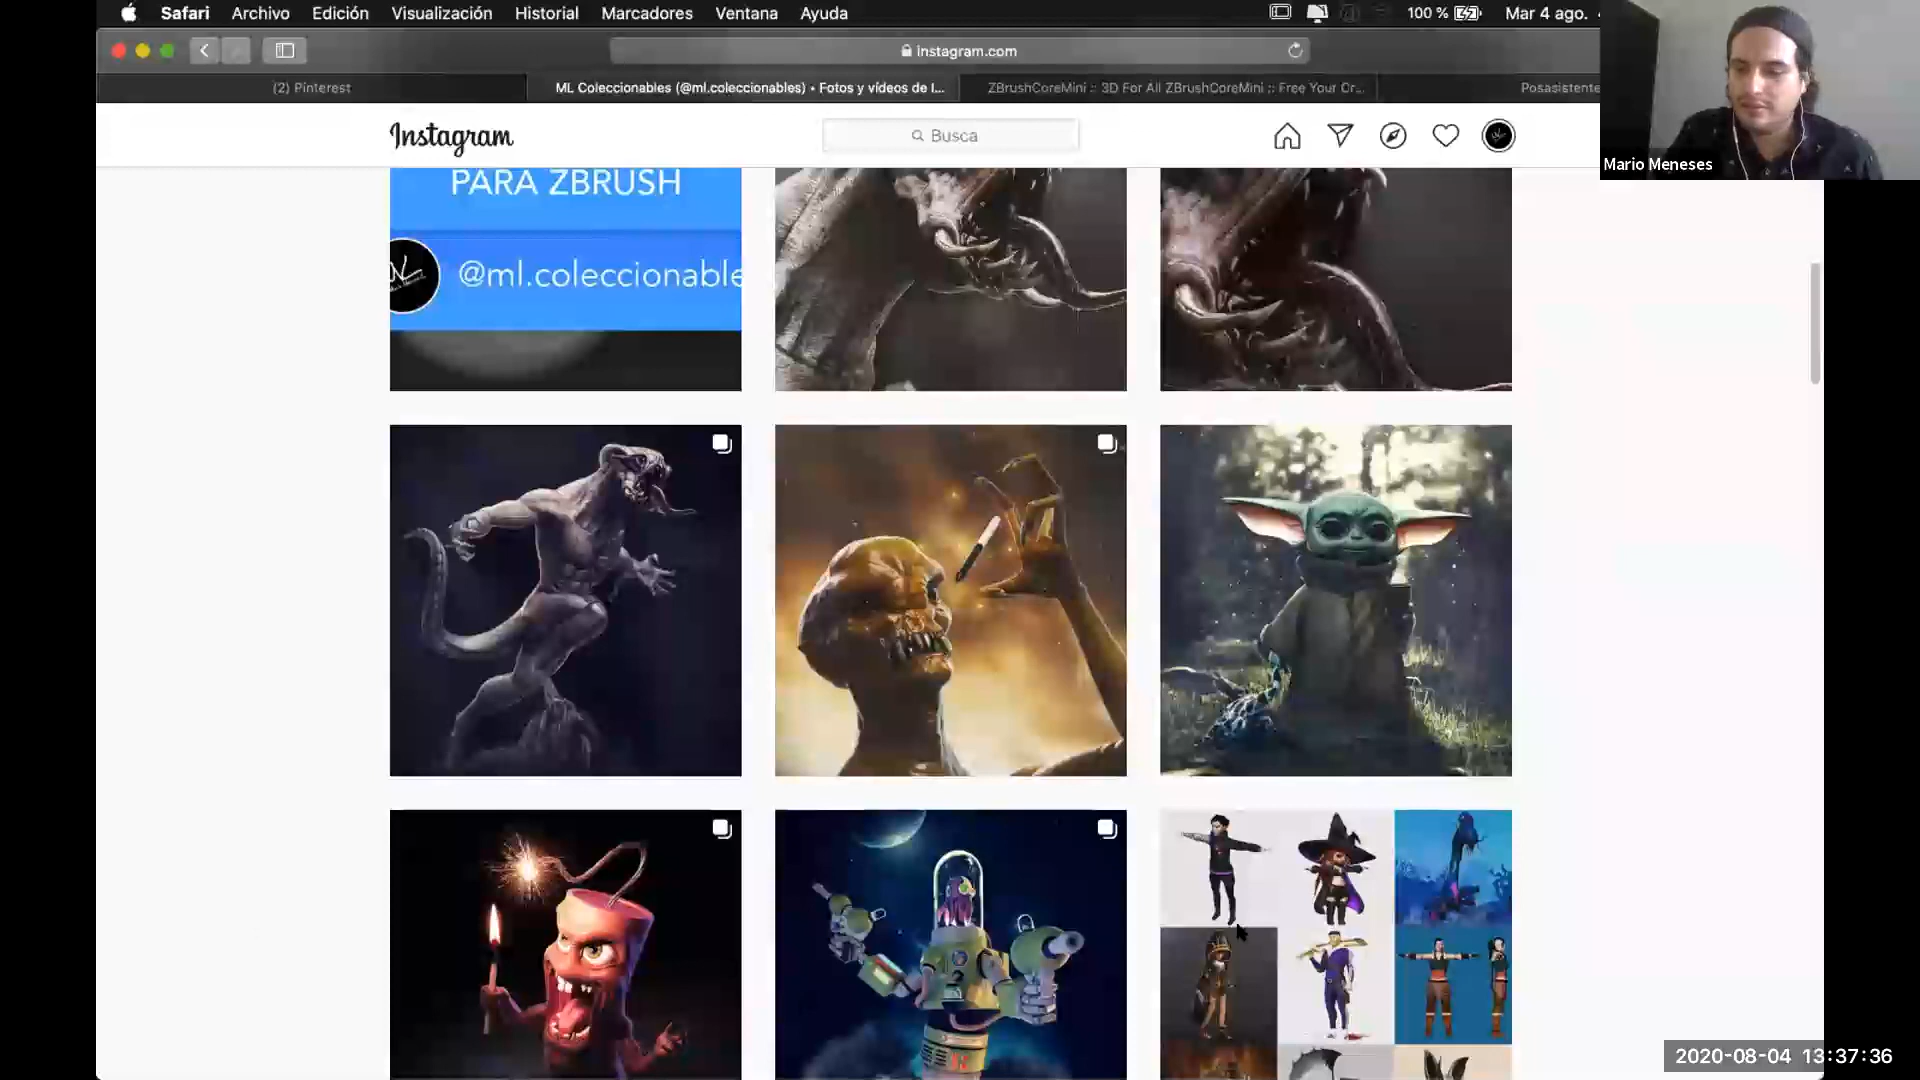 Safari Archivo Edición Visualización Historial Marcadores Ventana Ayuda 100 % Mar 4 ago.
instagram.com
(2) Pinterest ML Coleccionables (@ml.coleccionables) • Fotos y vídeos de I... ZBrushCoreMini :: 3D For All ZBrushCoreMini :: Free Your Or... Posasistente
Mario Meneses
Instagram Busca
PARA ZBRUSH
@ml.coleccionable
2020-08-04 13:37:36